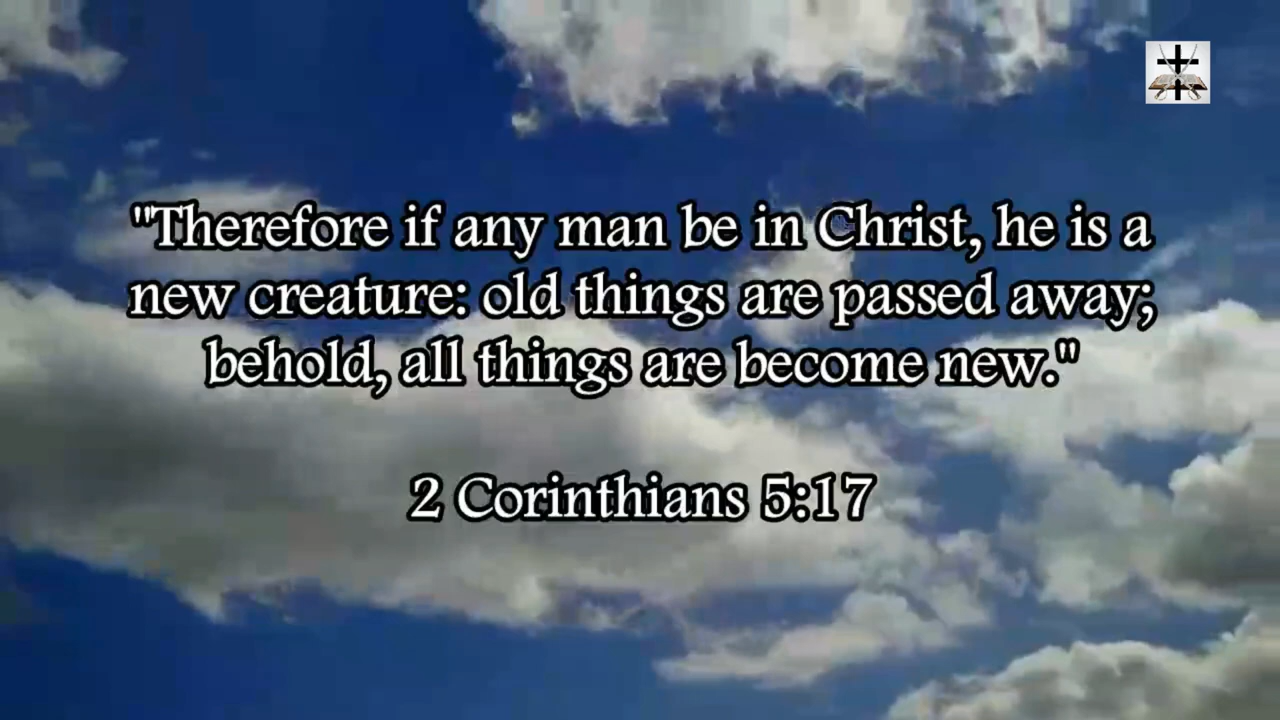 "Therefore if any man be in Christ, he is a
new creature: old things are passed away;
behold, all things are become new."
2 Corinthians 5:17